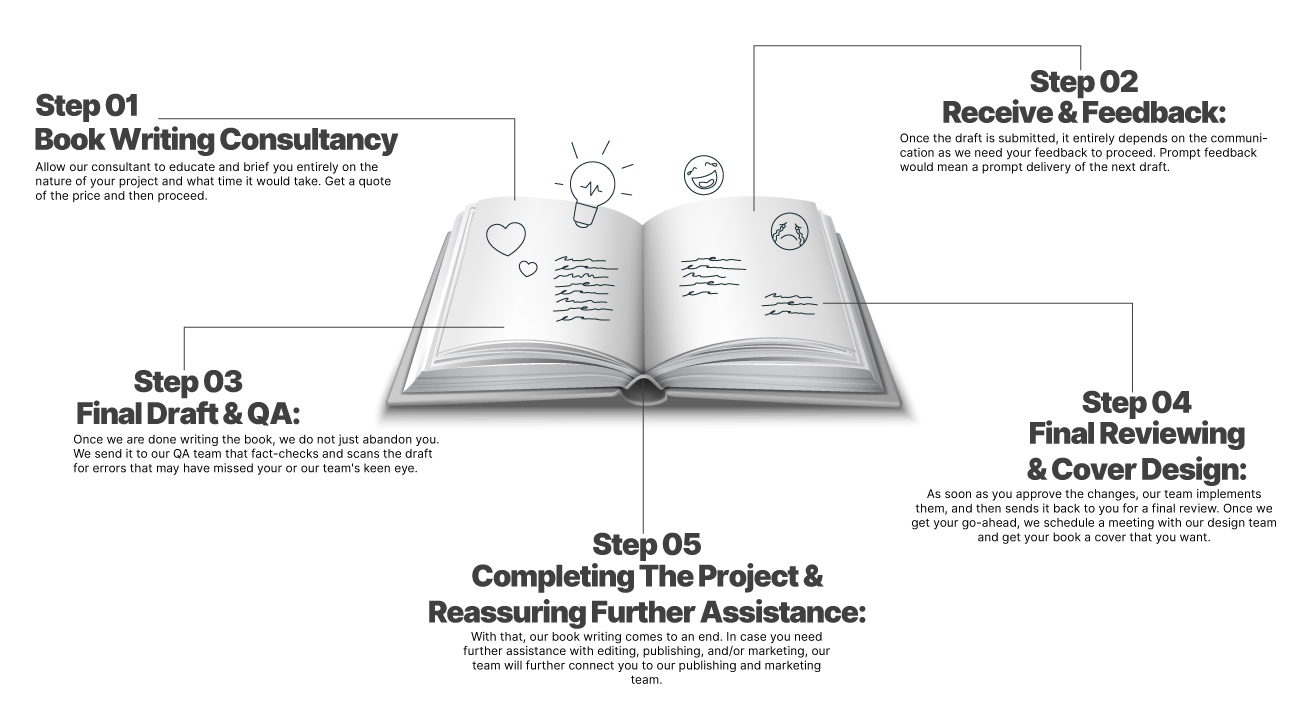 Step 01
Book Writing Consultancy
Allow our consultant to educate and brief you entirely on the
nature of your project and what time it would take. Get a quote
of the price and then proceed.
Step 02
Receive & Feedback:
Once the draft is submitted, it entirely depends on the communi-
cation as we need your feedback to proceed. Prompt feedback
would mean a prompt delivery of the next draft.
Step 03
Final Draft & QA:
Once we are done writing the book, we do not just abandon you.
We send it to our QA team that fact-checks and scans the draft
for errors that may have missed your or our team's keen eye.
Step 04
Final Reviewing
& Cover Design:
As soon as you approve the changes, our team implements
them, and then sends it back to you for a final review. Once we
get your go-ahead, we schedule a meeting with our design team
and get your book a cover that you want.
Step 05
Completing The Project &
Reassuring Further Assistance:
With that, our book writing comes to an end. In case you need
further assistance with editing, publishing, and/or marketing, our
team will further connect you to our publishing and marketing
team.